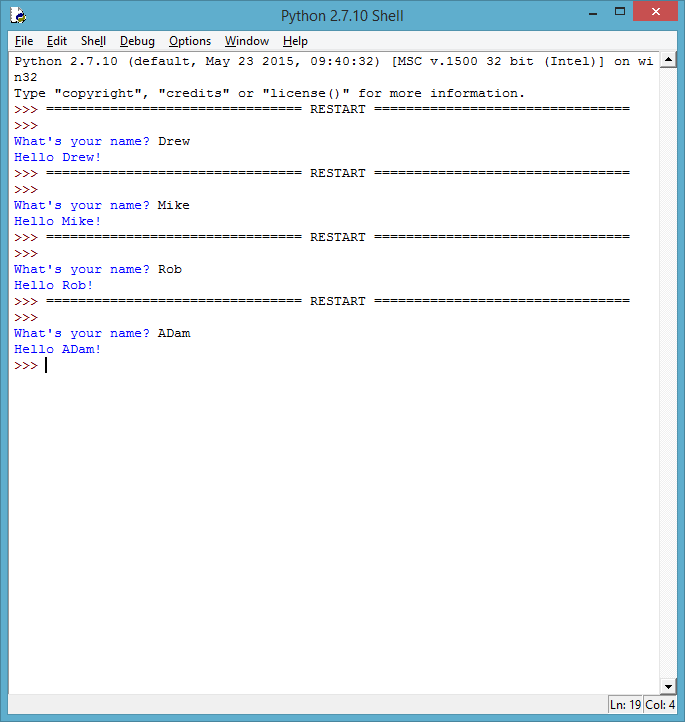 Python 2.7.10 Shell
File Edit Shell Debug Options Window Help
Python 2.7.10 (default, May 23 2015, 09:40:32) [MSC v.1500 32 bit (Intel)] on wi
n32
Type "copyright", "credits" or "license()" for more information.
>>> ================================ RESTART ================================
>>>
What's your name? Drew
Hello Drew!
>>> ================================ RESTART ================================
>>>
What's your name? Mike
Hello Mike!
>>> ================================ RESTART ================================
>>>
What's your name? Rob
Hello Rob!
>>> ================================ RESTART ================================
>>>
What's your name? ADam
Hello ADam!
>>>
Ln: 19 Col: 4